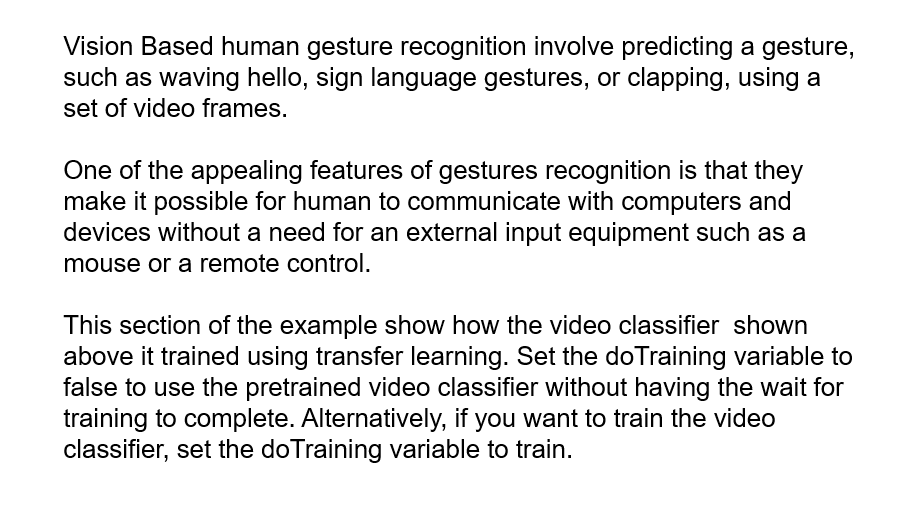 Vision Based human gesture recognition involve predicting a gesture,
such as waving hello, sign language gestures, or clapping, using a
set of video frames.
One of the appealing features of gestures recognition is that they
make it possible for human to communicate with computers and
devices without a need for an external input equipment such as a
mouse or a remote control.
This section of the example show how the video classifier  shown
above it trained using transfer learning. Set the doTraining variable to
false to use the pretrained video classifier without having the wait for
training to complete. Alternatively, if you want to train the video
classifier, set the doTraining variable to train.